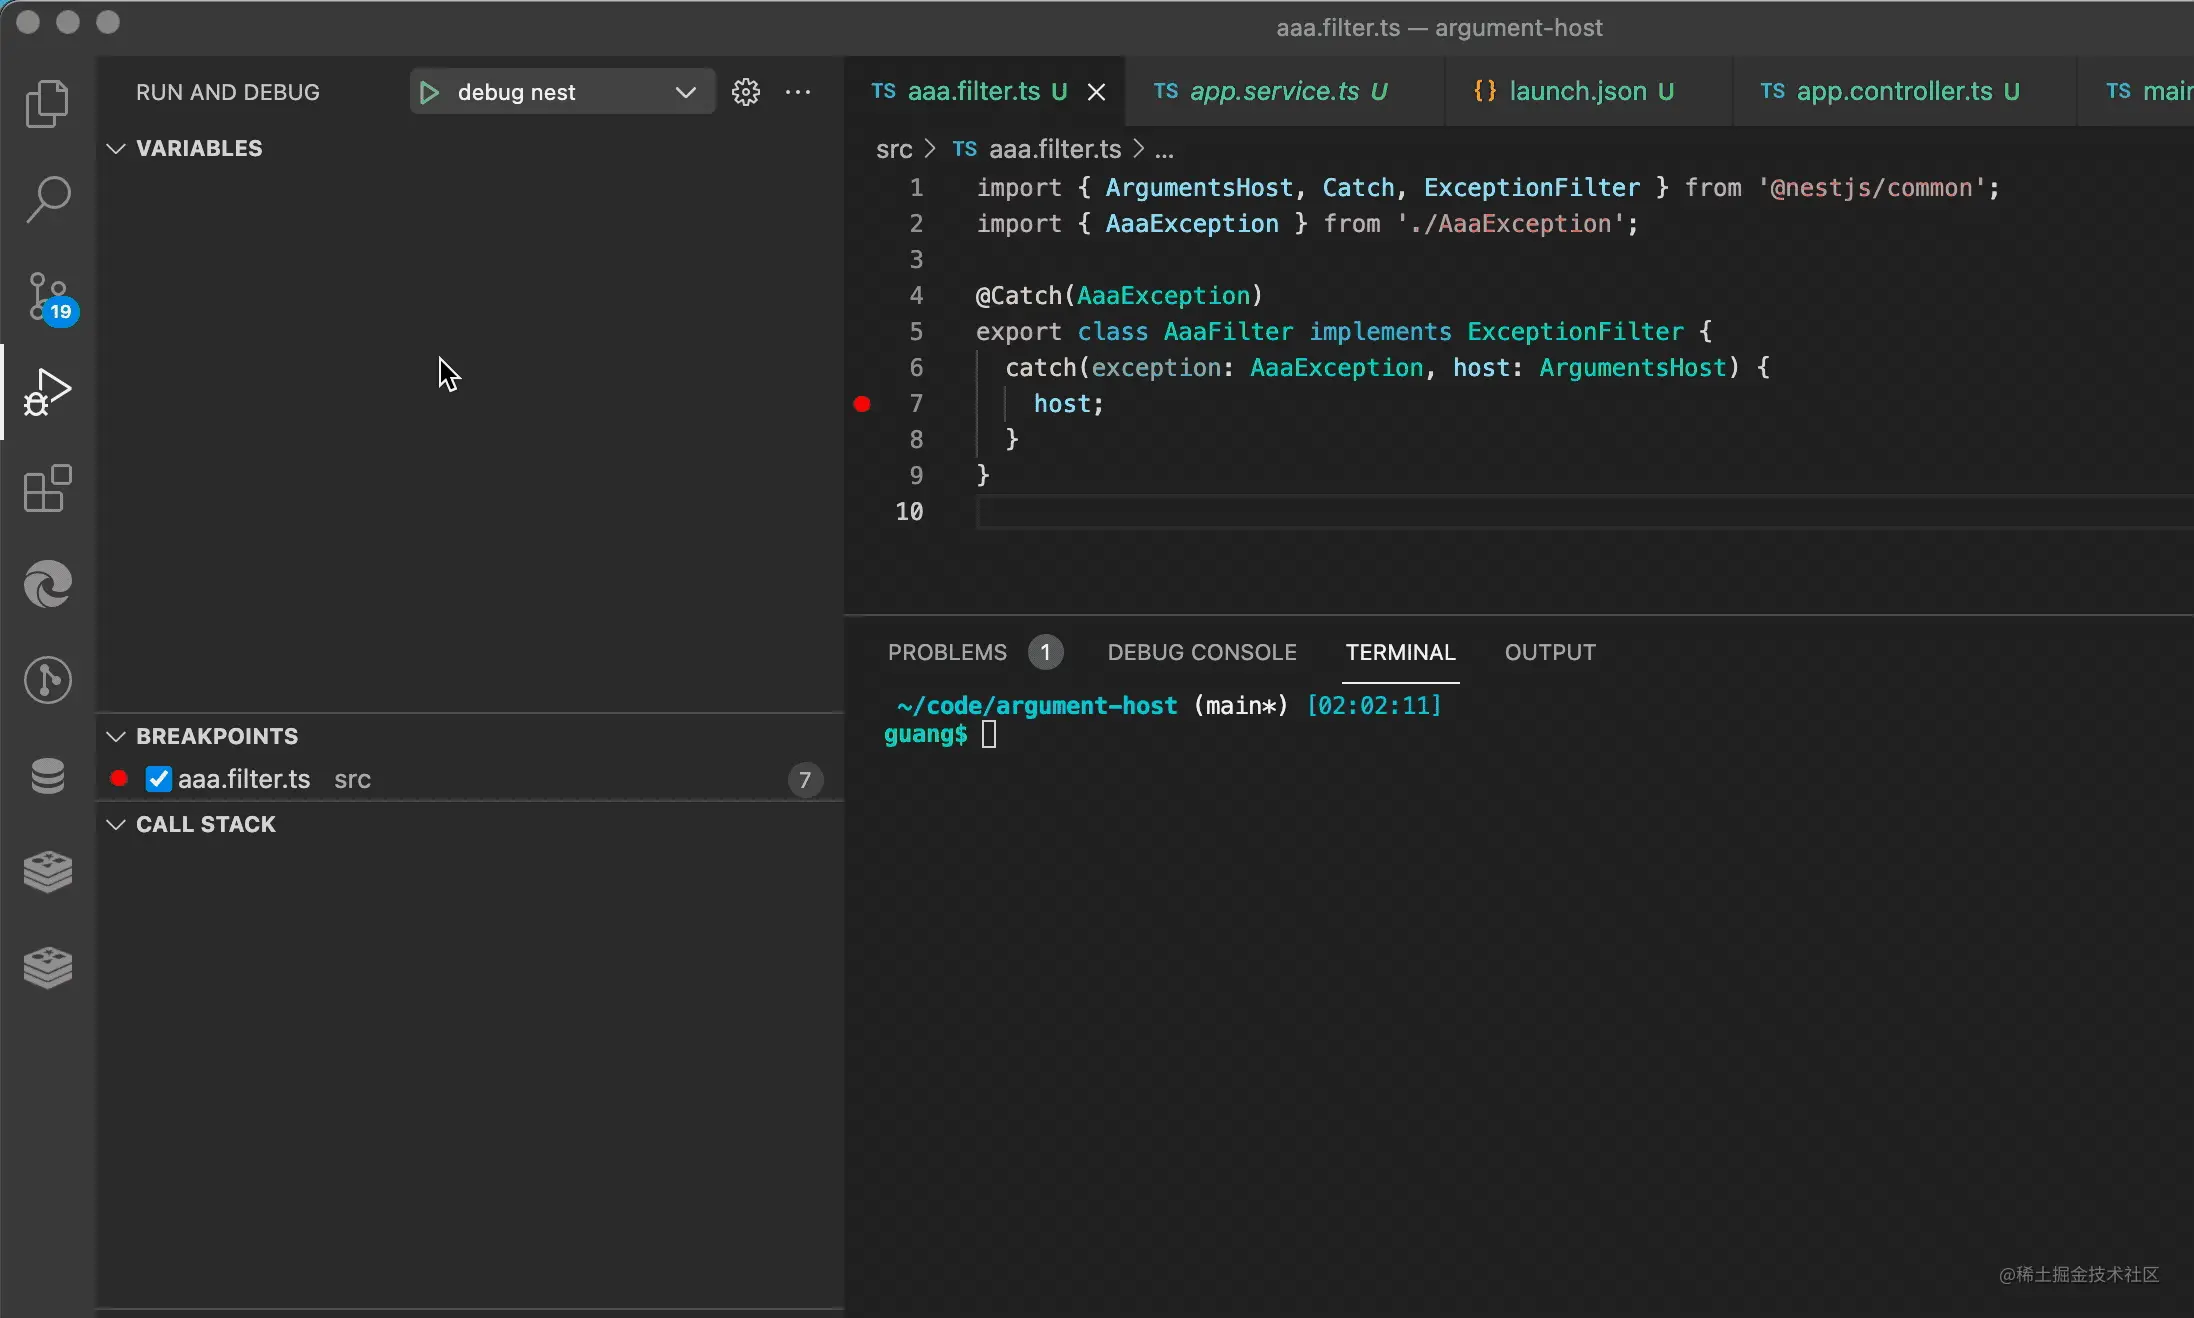 aaa.filter.ts — argument-host
RUN AND DEBUG
debug nest
VARIABLES
19
BREAKPOINTS
aaa.filter.ts src 7
CALL STACK
TS aaa.filter.ts U
TS app.service.ts U
{} launch.json U
TS app.controller.ts U
TS main
src > TS aaa.filter.ts > ...
1 import { ArgumentsHost, Catch, ExceptionFilter } from '@nestjs/common';
2 import { AaaException } from './AaaException';
3
4 @Catch(AaaException)
5 export class AaaFilter implements ExceptionFilter {
6 catch(exception: AaaException, host: ArgumentsHost) {
7 host;
8 }
9 }
10
PROBLEMS 1 DEBUG CONSOLE TERMINAL OUTPUT
~/code/argument-host (main*) [02:02:11]
guang$
@稀土掘金技术社区